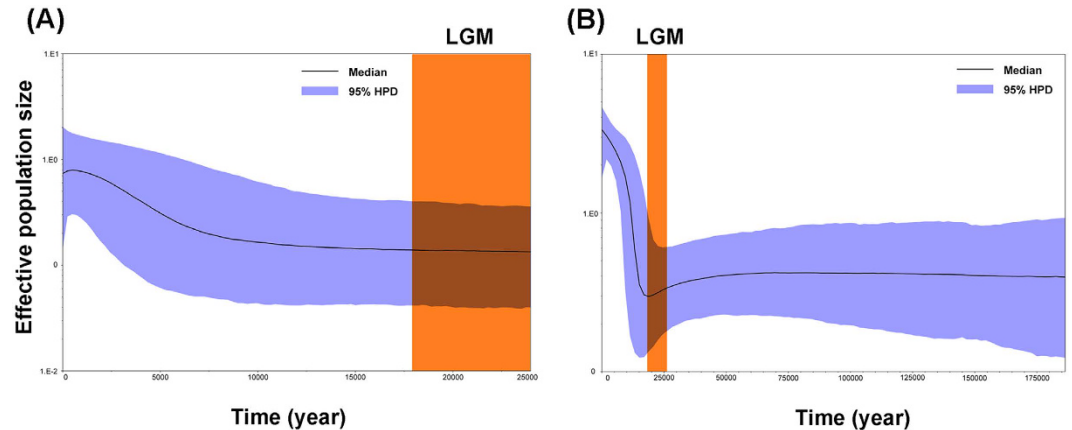 (A)
LGM
1.E1
Median
95% HPD
1.E0
0
1.E-2
Effective population size
0 5000 10000 15000 20000 25000
Time (year)
(B)
LGM
1.E1
Median
95% HPD
1.E0
0
0 25000 50000 75000 100000 125000 150000 175000
Time (year)